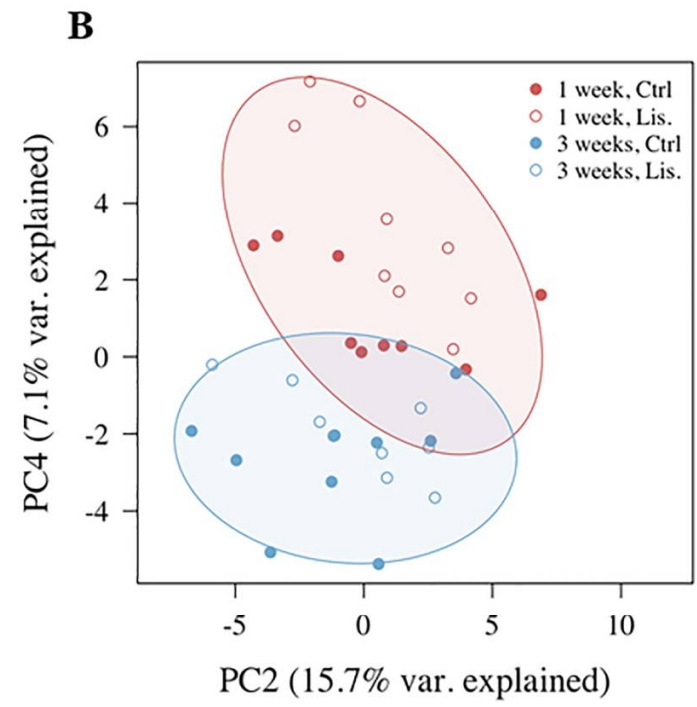 B
1 week, Ctrl
1 week, Lis.
3 weeks, Ctrl
3 weeks, Lis.
PC4 (7.1% var. explained)
6
4
2
0
-2
-4
-5 0 5 10
PC2 (15.7% var. explained)